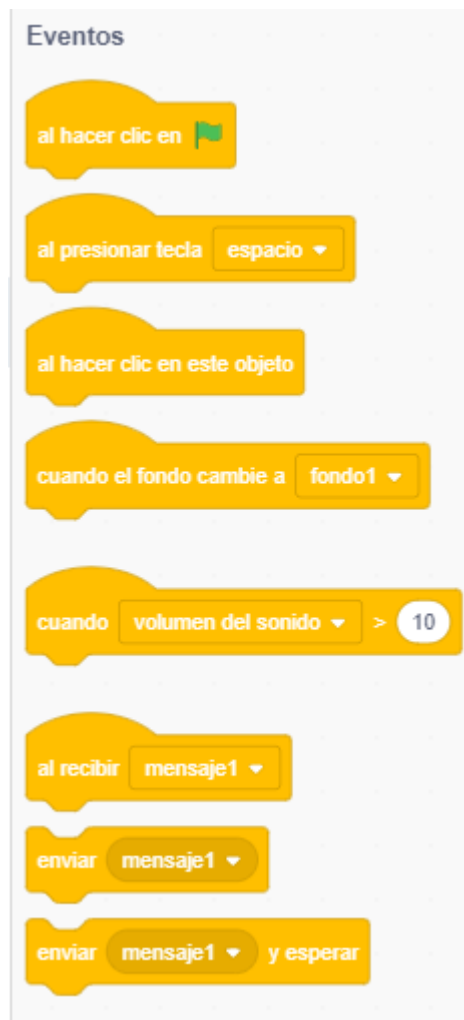 Eventos
al hacer clic en
al presionar tecla espacio
al hacer clic en este objeto
cuando el fondo cambie a fondo1
cuando volumen del sonido > 10
al recibir mensaje1
enviar mensaje1
enviar mensaje1 y esperar